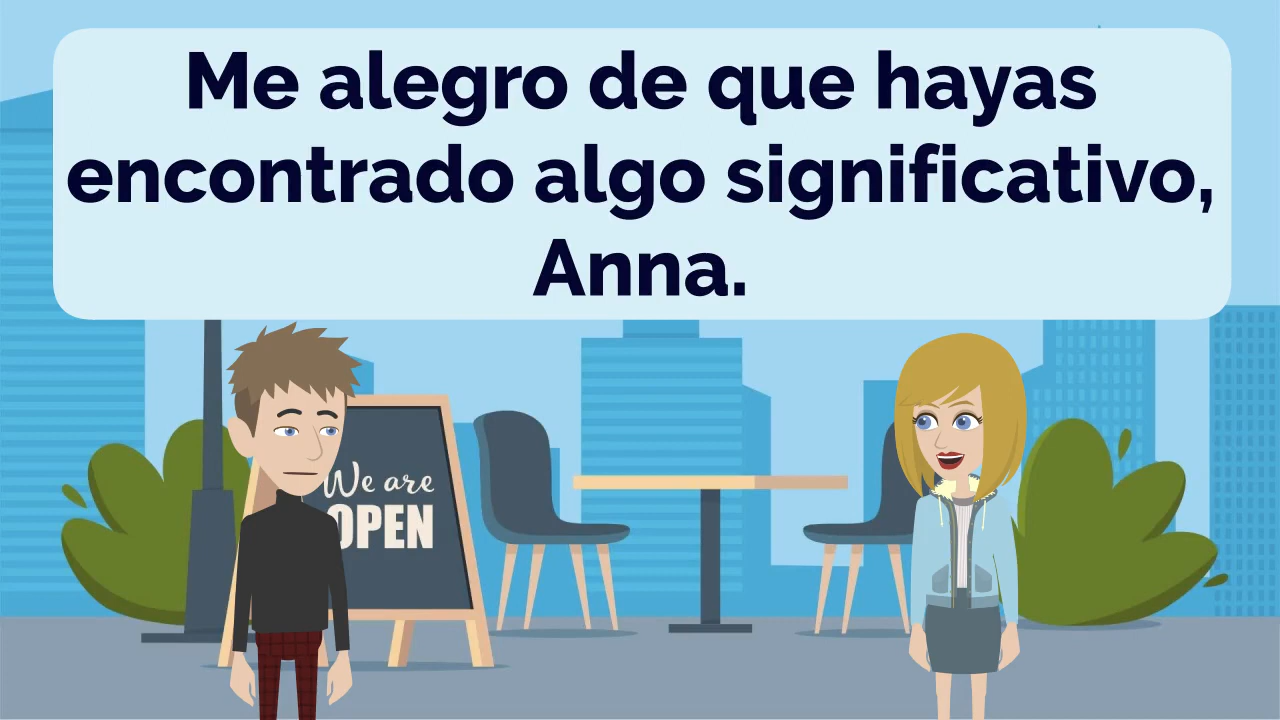 Me alegro de que hayas
encontrado algo significativo,
Anna.
We are
OPEN